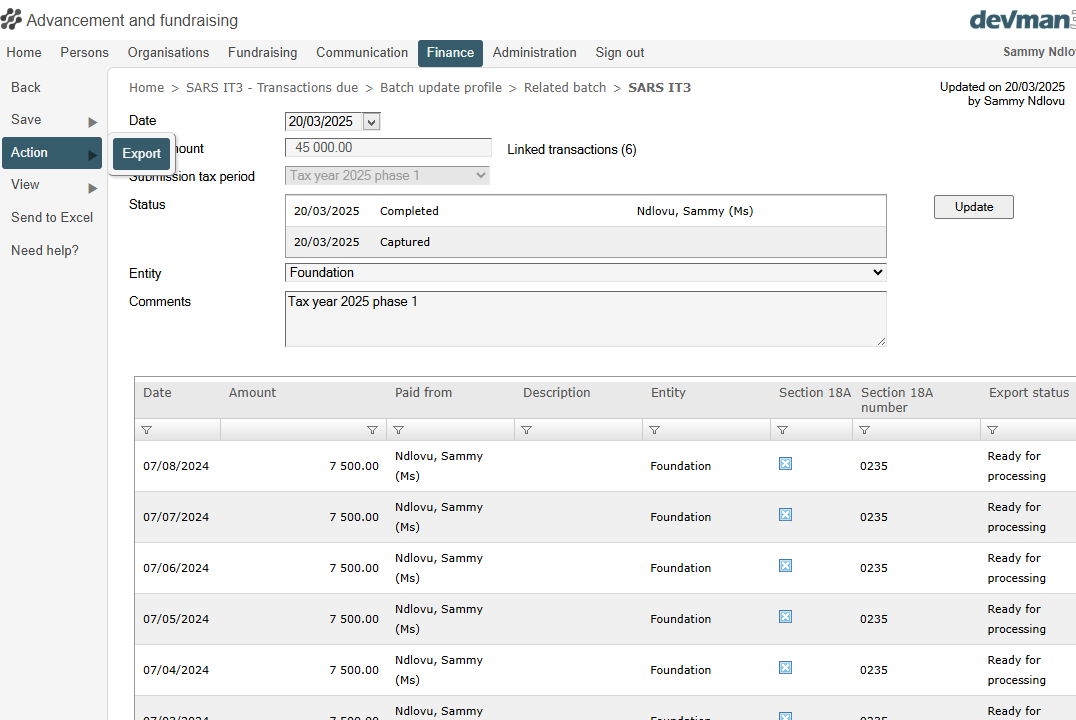 Advancement and fundraising
devman
Home Persons Organisations Fundraising Communication Finance Administration Sign out
Sammy Ndlo
Back
Save
Action
Export
View
Send to Excel
Need help?
Home > SARS IT3 - Transactions due > Batch update profile > Related batch > SARS IT3
Updated on 20/03/2025
by Sammy Ndlovu
Date 20/03/2025
ount 45 000.00 Linked transactions (6)
Submission tax period Tax year 2025 phase 1
Status 20/03/2025 Completed Ndlovu, Sammy (Ms) Update
20/03/2025 Captured
Entity Foundation
Comments Tax year 2025 phase 1
Date Amount Paid from Description Entity Section 18A Section 18A Export status
number
07/08/2024 7 500.00 Ndlovu, Sammy Foundation 0235 Ready for
(Ms) processing
07/07/2024 7 500.00 Ndlovu, Sammy Foundation 0235 Ready for
(Ms) processing
07/06/2024 7 500.00 Ndlovu, Sammy Foundation 0235 Ready for
(Ms) processing
07/05/2024 7 500.00 Ndlovu, Sammy Foundation 0235 Ready for
(Ms) processing
07/04/2024 7 500.00 Ndlovu, Sammy Foundation 0235 Ready for
(Ms) processing
07/03/2024 7 500.00 Ndlovu, Sammy Foundation 0235 Ready for